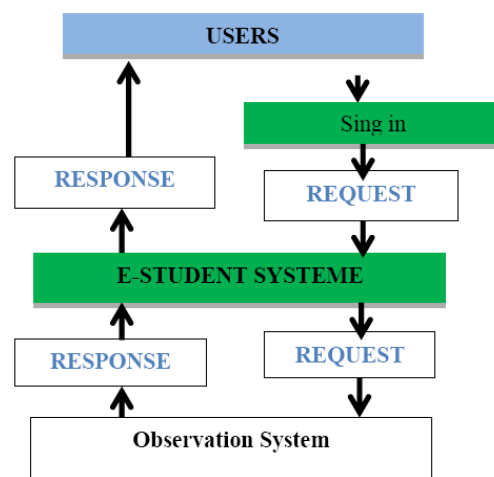 USERS
Sing in
RESPONSE
REQUEST
E-STUDENT SYSTEME
RESPONSE
REQUEST
Observation System